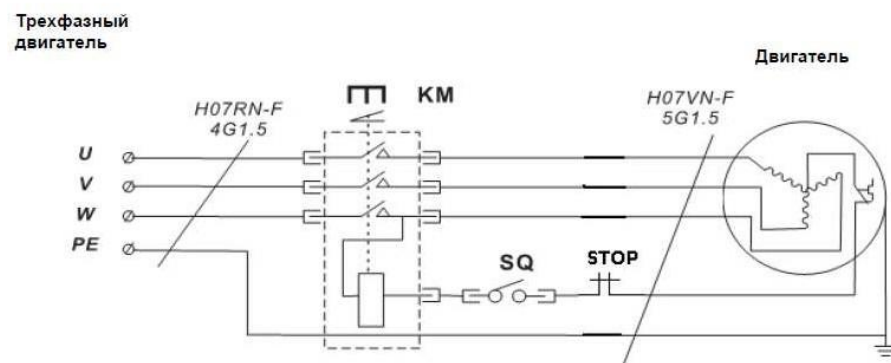 Трехфазный
двигатель
Двигатель
H07RN-F
4G1.5
KM
H07VN-F
5G1.5
U
V
W
PE
SQ
STOP